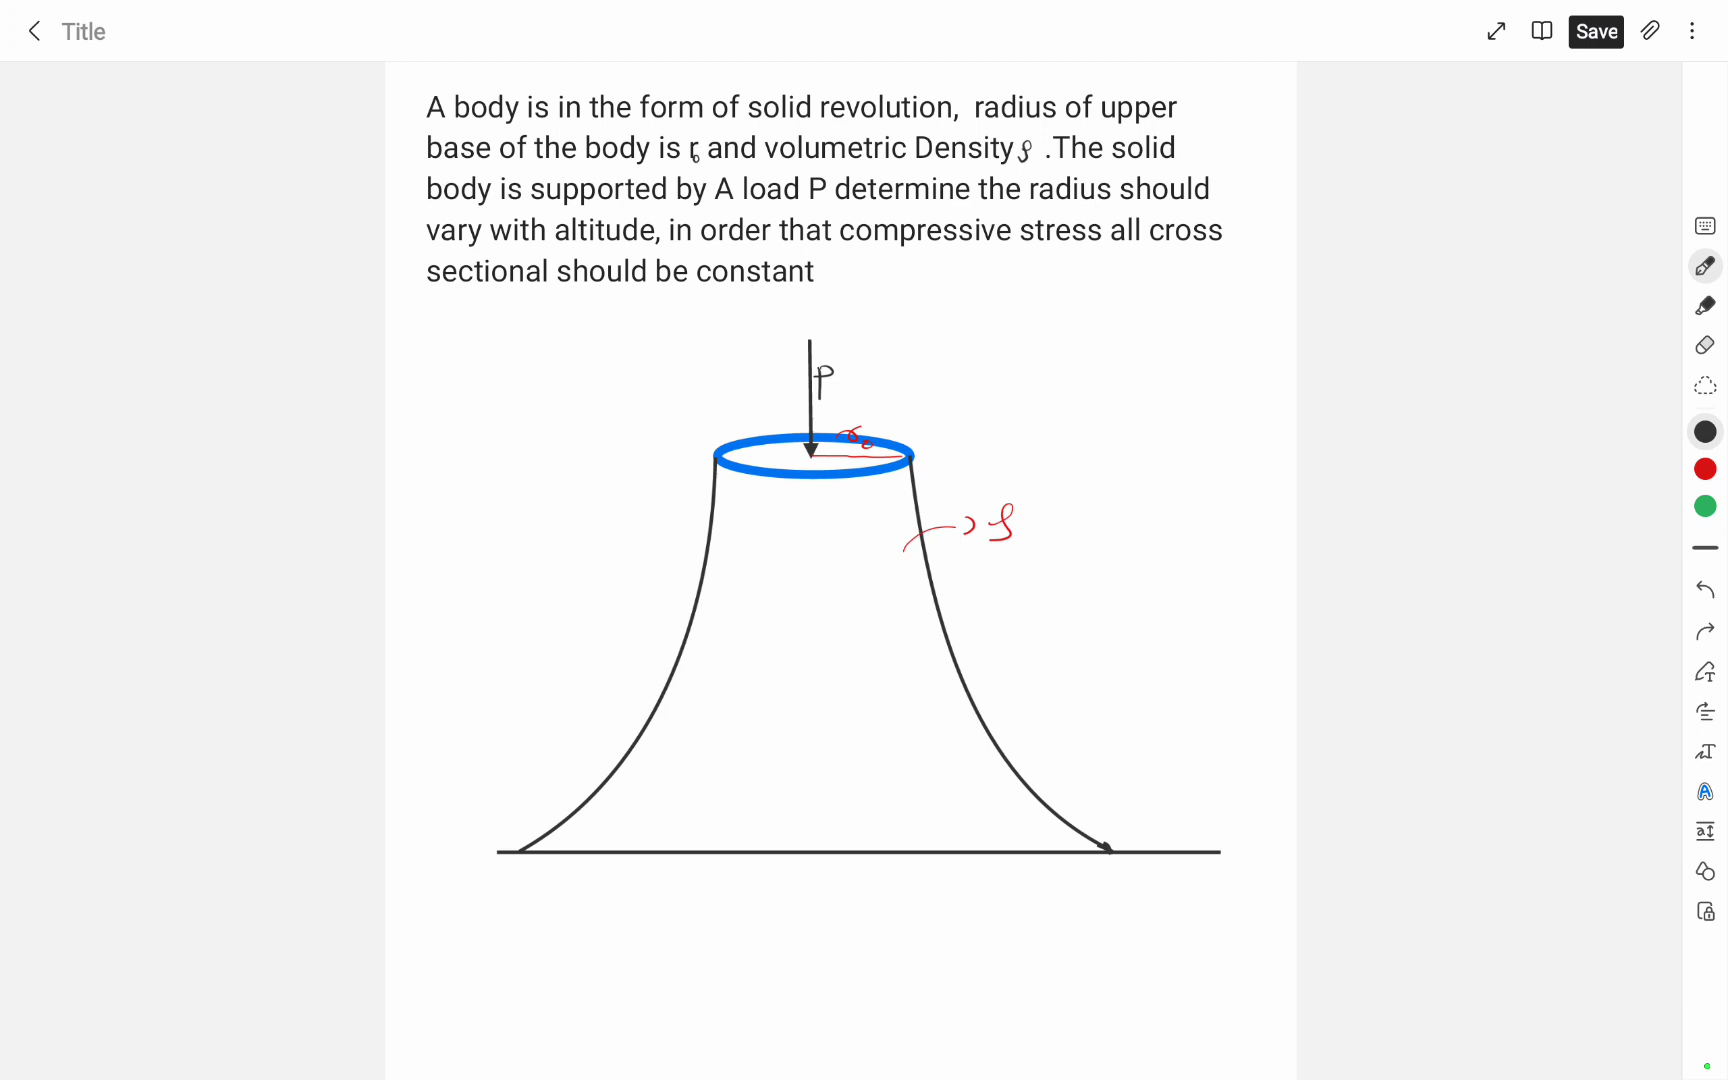 Title
Save
A body is in the form of solid revolution, radius of upper
base of the body is r₀ and volumetric Density ρ .The solid
body is supported by A load P determine the radius should
vary with altitude, in order that compressive stress all cross
sectional should be constant
P
r₀
ρ